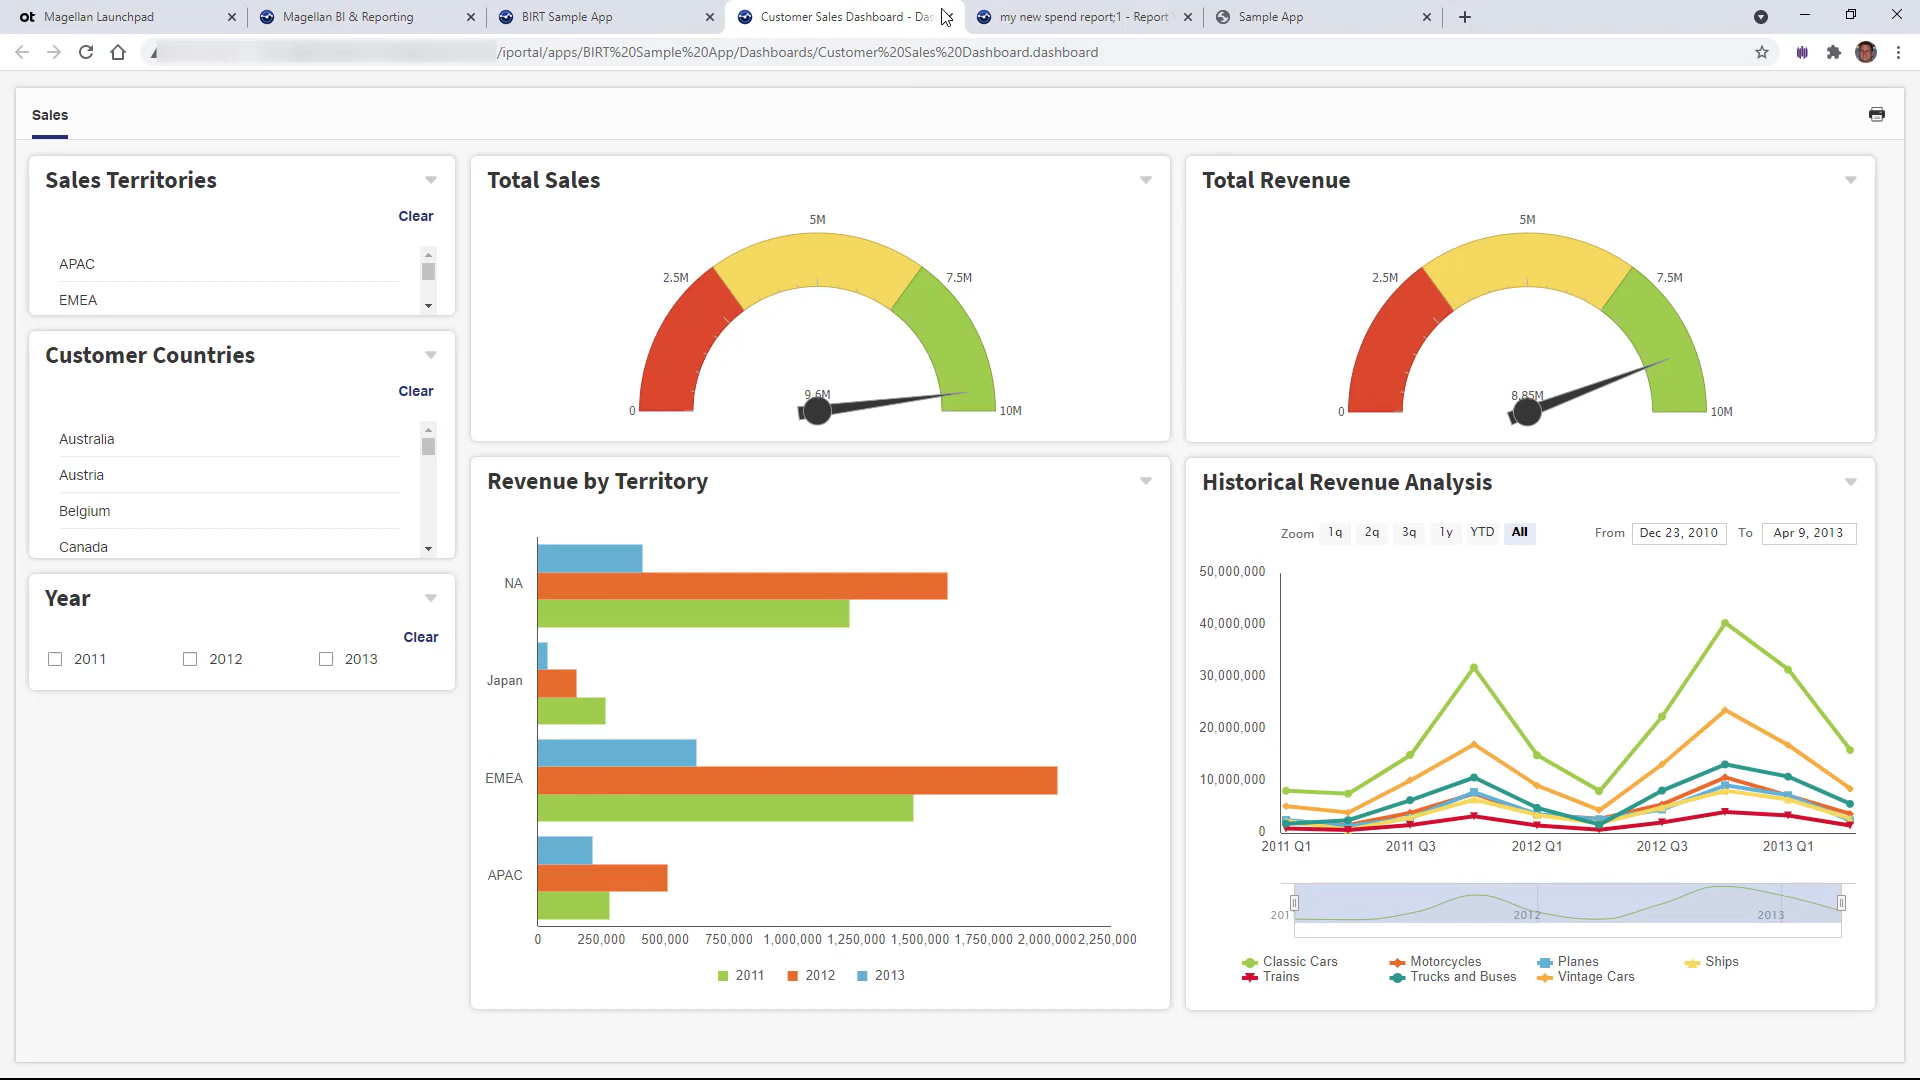 ot Magellan Launchpad
Magellan BI & Reporting
BIRT Sample App
Customer Sales Dashboard - Das
my new spend report;1 - Report
Sample App
/iportal/apps/BIRT%20Sample%20App/Dashboards/Customer%20Sales%20Dashboard.dashboard
Sales
Sales Territories
Clear
APAC
EMEA
Customer Countries
Clear
Australia
Austria
Belgium
Canada
Year
Clear
2011 2012 2013
Total Sales
5M
2.5M 7.5M
9.6M
0 10M
Total Revenue
5M
2.5M 7.5M
8.85M
0 10M
Revenue by Territory
NA
Japan
EMEA
APAC
0 250,000 500,000 750,000 1,000,000 1,250,000 1,500,000 1,750,000 2,000,000 2,250,000
2011 2012 2013
Historical Revenue Analysis
Zoom 1q 2q 3q 1y YTD All From Dec 23, 2010 To Apr 9, 2013
50,000,000
40,000,000
30,000,000
20,000,000
10,000,000
0
2011 Q1 2011 Q3 2012 Q1 2012 Q3 2013 Q1
201 2012 2013
Classic Cars Motorcycles Planes Ships
Trains Trucks and Buses Vintage Cars